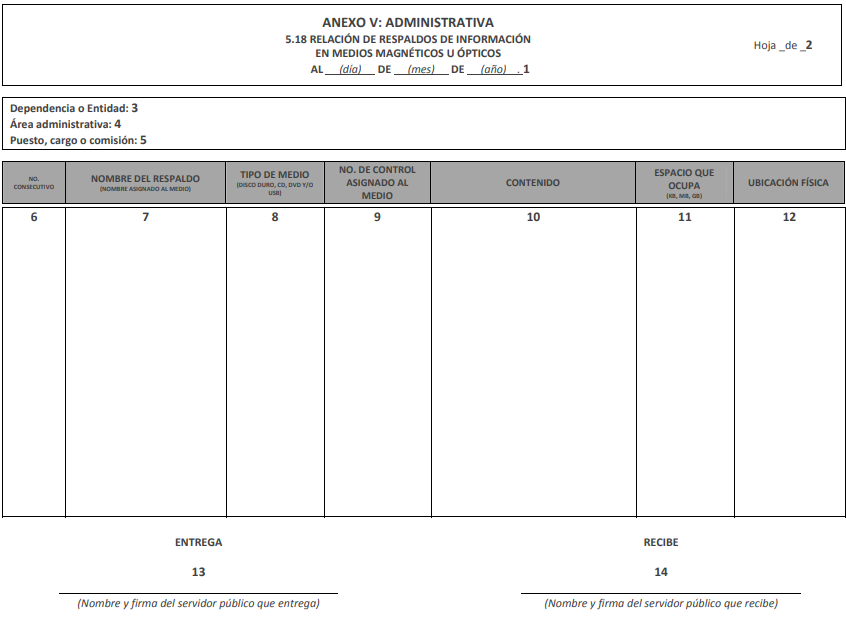 ANEXO V: ADMINISTRATIVA
5.18 RELACIÓN DE RESPALDOS DE INFORMACIÓN
EN MEDIOS MAGNÉTICOS U ÓPTICOS
AL (día) DE (mes) DE (año) . 1
Hoja _de _2
Dependencia o Entidad: 3
Área administrativa: 4
Puesto, cargo o comisión: 5
NO.
CONSECUTIVO
NOMBRE DEL RESPALDO
(NOMBRE ASIGNADO AL MEDIO)
TIPO DE MEDIO
(DISCO DURO, CD, DVD Y/O
USB)
NO. DE CONTROL
ASIGNADO AL
MEDIO
CONTENIDO
ESPACIO QUE
OCUPA
(KB, MB, GB)
UBICACIÓN FÍSICA
6 7 8 9 10 11 12
ENTREGA
13
(Nombre y firma del servidor público que entrega)
RECIBE
14
(Nombre y firma del servidor público que recibe)